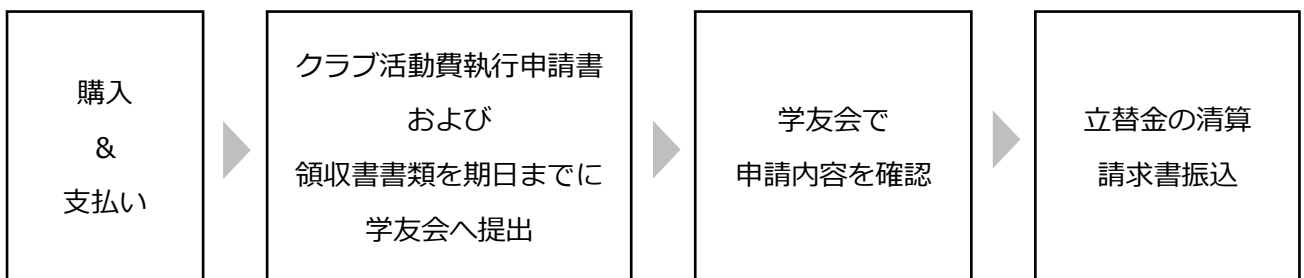 購入
&
支払い
クラブ活動費執行申請書
および
領収書書類を期日までに
学友会へ提出
学友会で
申請内容を確認
立替金の清算
請求書振込